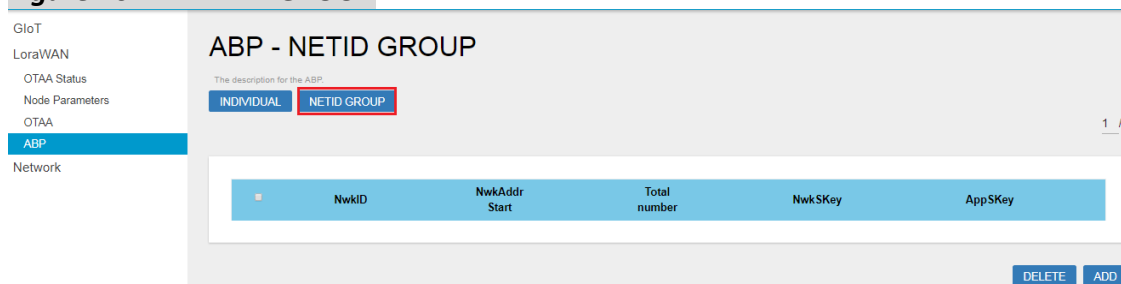 GIoT
LoraWAN
OTAA Status
Node Parameters
OTAA
ABP
Network
ABP - NETID GROUP
The description for the ABP.
INDIVIDUAL NETID GROUP
1 /
NwkID NwkAddr Start Total number NwkSKey AppSKey
DELETE ADD